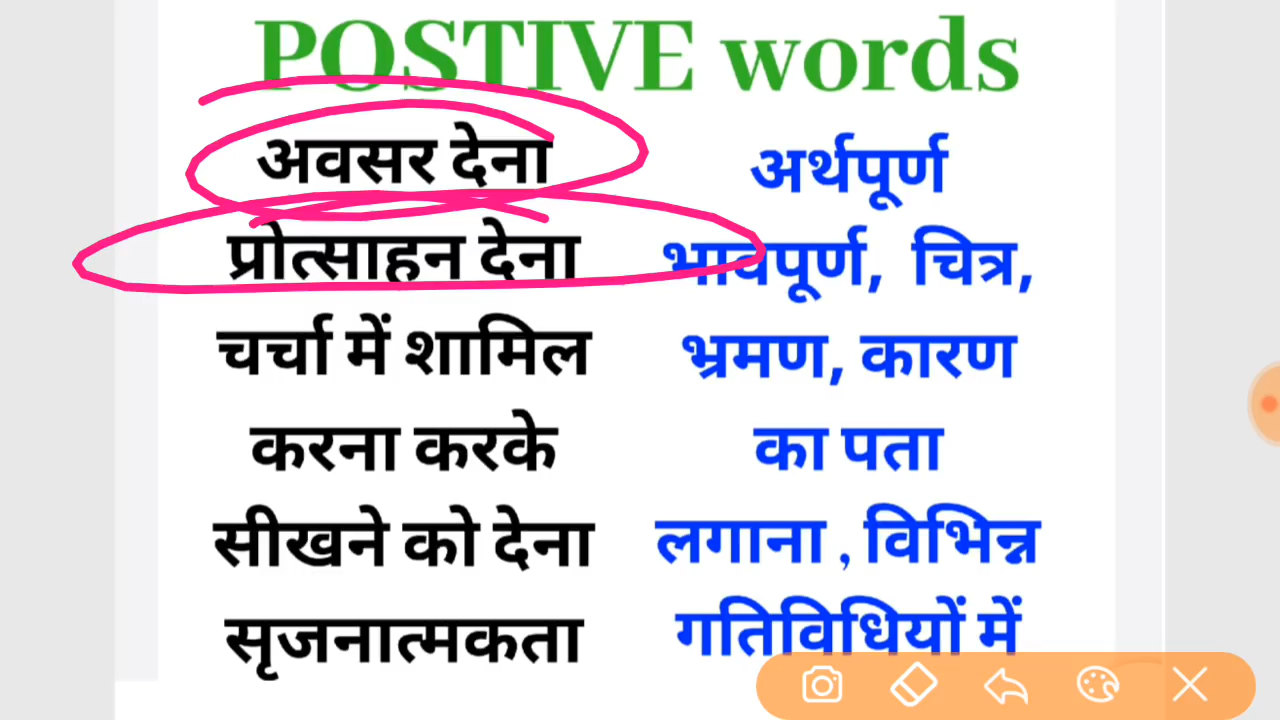 POSTIVE words
अवसर देना
प्रोत्साहन देना
चर्चा में शामिल
करना करके
सीखने को देना
सृजनात्मकता
अर्थपूर्ण
भावपूर्ण, चित्र,
भ्रमण, कारण
का पता
लगाना , विभिन्न
गतिविधियों में